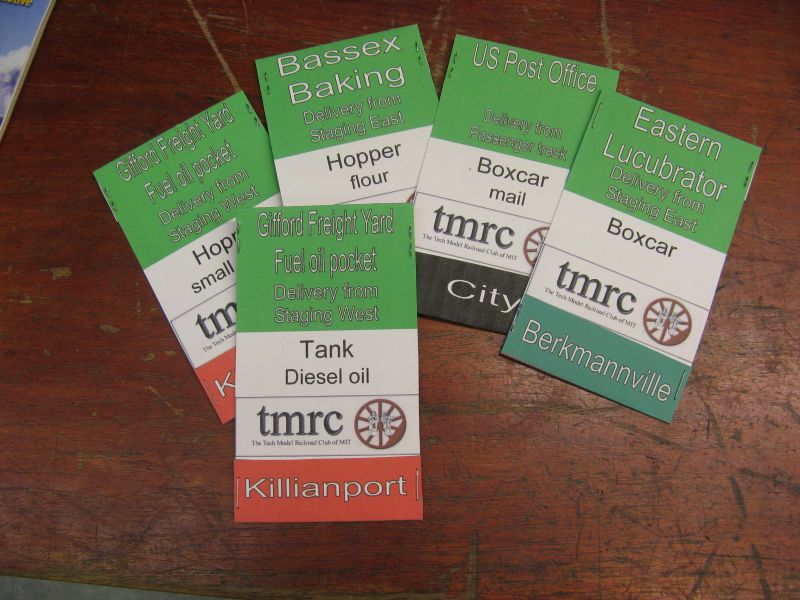 Gifford Freight Yard
Fuel oil pocket
Delivery from
Staging West
small
Bassex
Baking
Delivery from
Staging East
Hopper
flour
US Post Office
Delivery from
Passenger track
Boxcar
mail
tmrc
The Tech Model Railroad Club of MIT
City
Eastern
Lucubrator
Delivery from
Staging East
Boxcar
tmrc
The Tech Model Railroad Club of MIT
Berkmannville
Gifford Freight Yard
Fuel oil pocket
Delivery from
Staging West
Tank
Diesel oil
tmrc
The Tech Model Railroad Club of MIT
Killianport